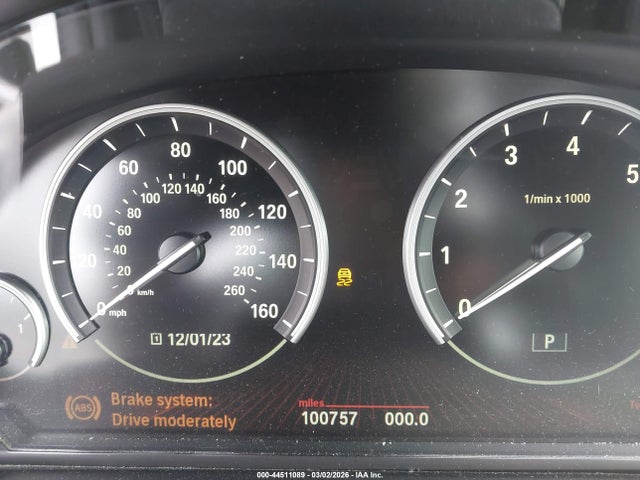 0 20 40 60 80 100 120 140 160
mph
0 20 40 60 80 100 120 140 160 180 200 220 240 260
km/h
0 1 2 3 4 5
1/min x 1000
1
12/01/23
P
ABS
Brake system:
Drive moderately
miles
100757 000.0
000-44511089 - 03/02/2026 - IAA Inc.